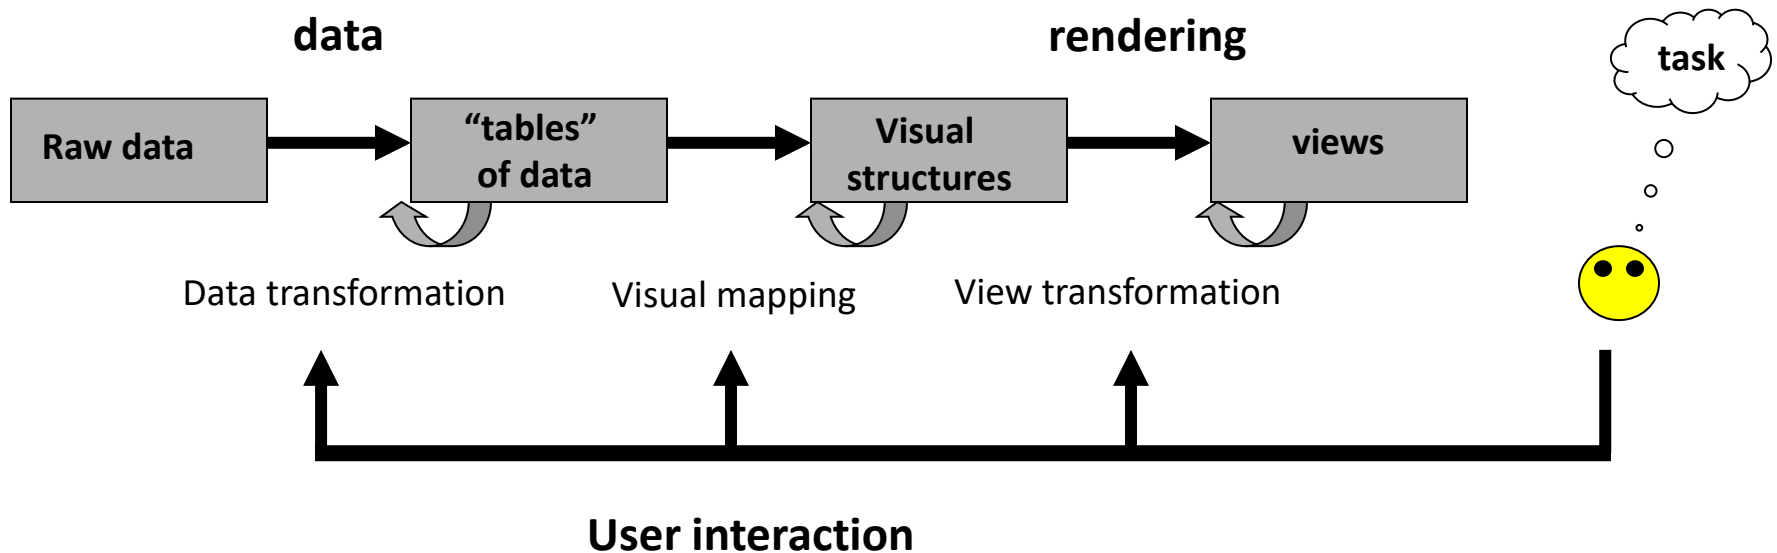 data
rendering
task
Raw data
“tables”
of data
Visual
structures
views
Data transformation
Visual mapping
View transformation
User interaction